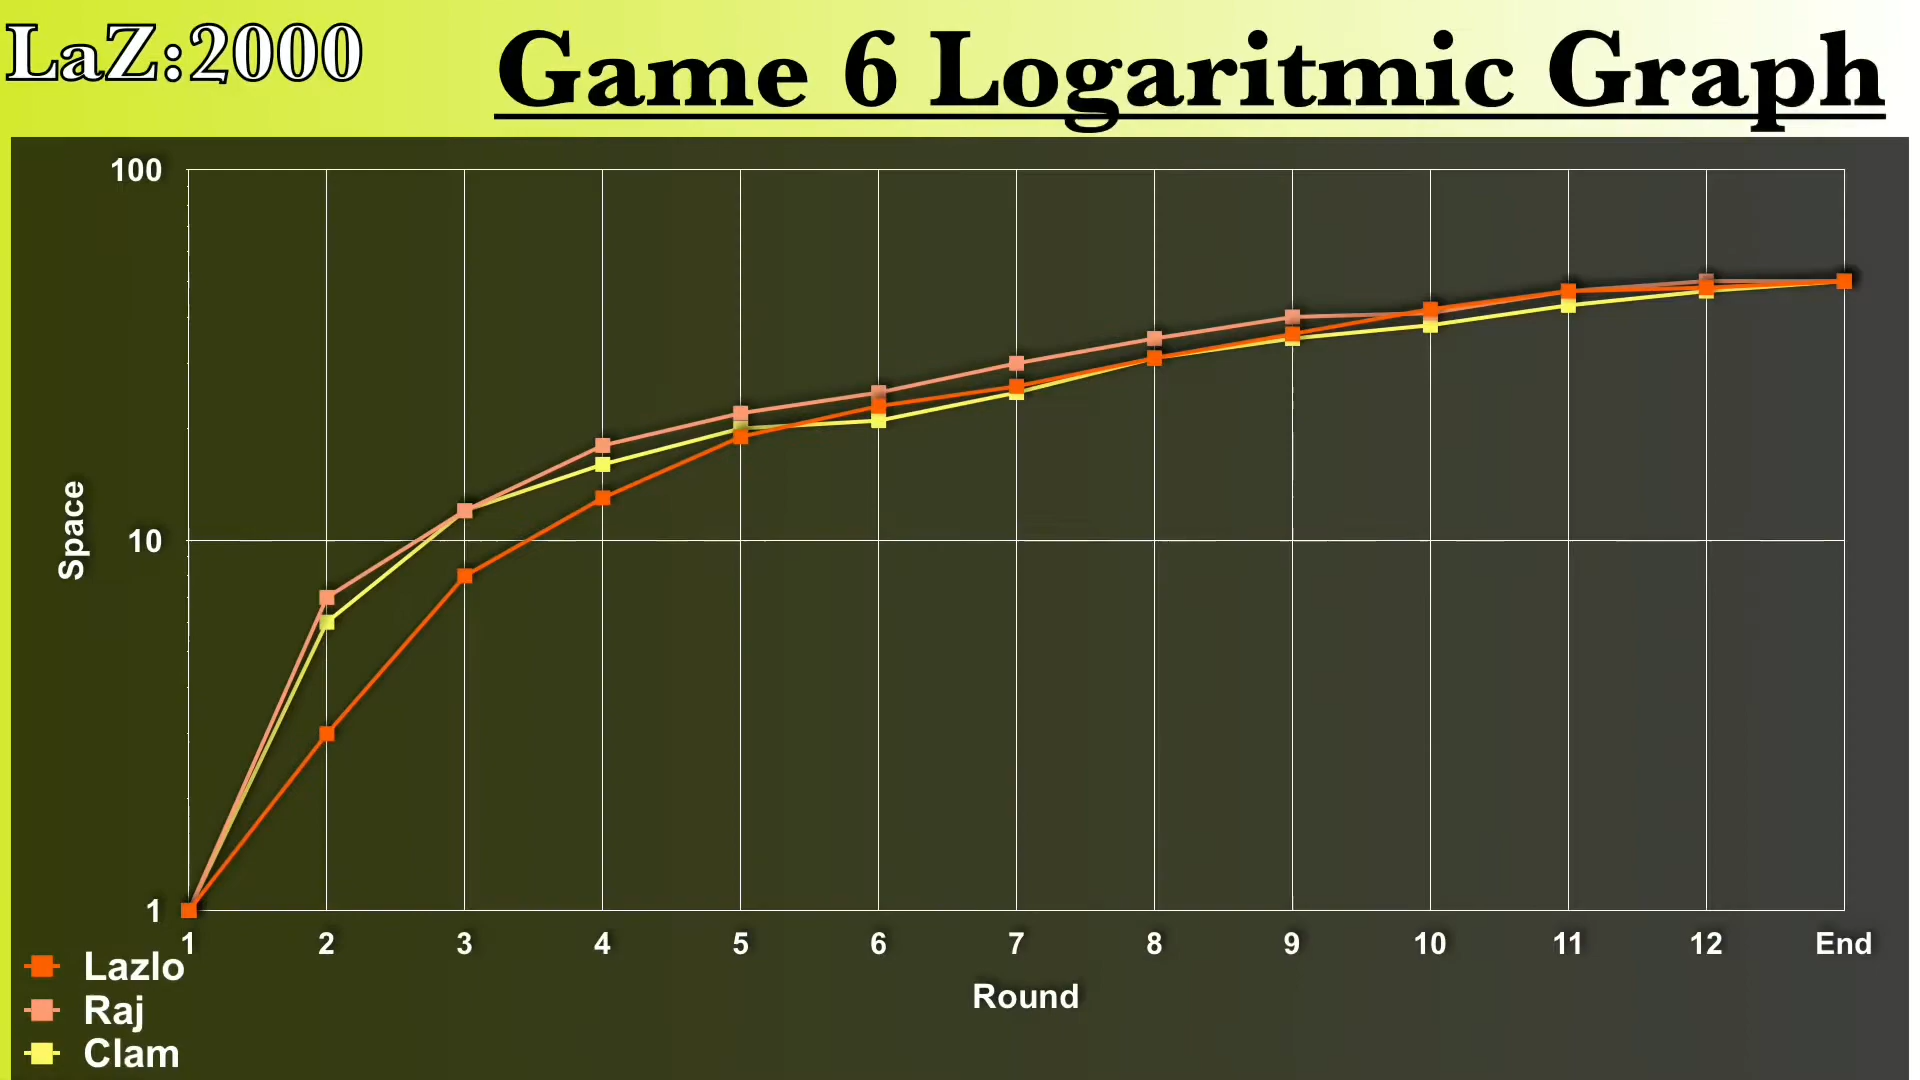 LaZ:2000
Game 6 Logaritmic Graph
100
Space
10
1
1 2 3 4 5 6 7 8 9 10 11 12 End
Round
Lazlo
Raj
Clam